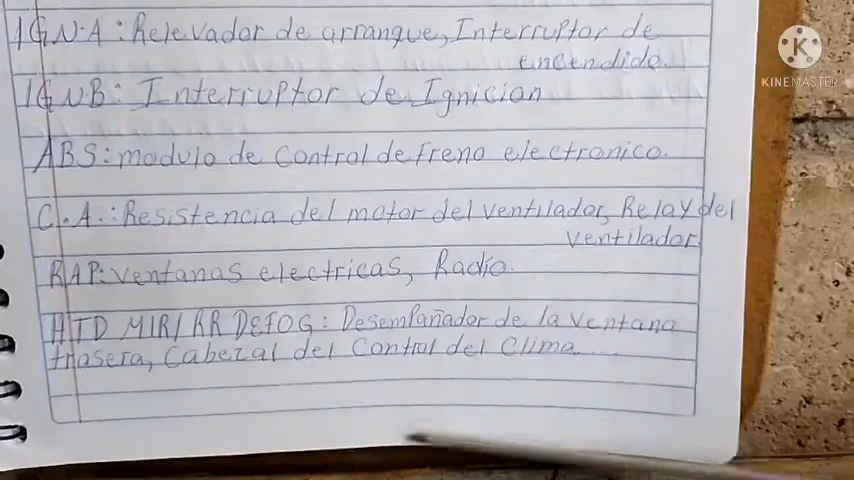 IGN·A: Relevador de arranque, Interruptor de
encendido.
IGNB: Interruptor de Ignician
ABS: modulo de control de freno electronico.
C.A.: Resistencia del motor del ventilador, Relay del
ventilador.
RAP: ventanas electricas, Radio.
HTD MIR/RR DEFOG: Desempañador de la ventana
trasera, Cabezal del control del clima.....
KINEMASTER